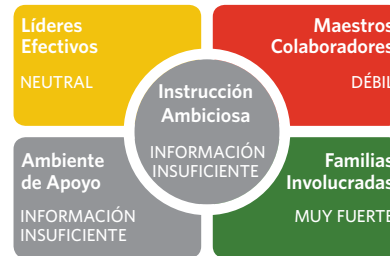 Líderes
Efectivos
NEUTRAL
Maestros
Colaboradores
DÉBIL
Instrucción
Ambiciosa
INFORMACIÓN
INSUFICIENTE
Ambiente
de Apoyo
INFORMACIÓN
INSUFICIENTE
Familias
Involucradas
MUY FUERTE